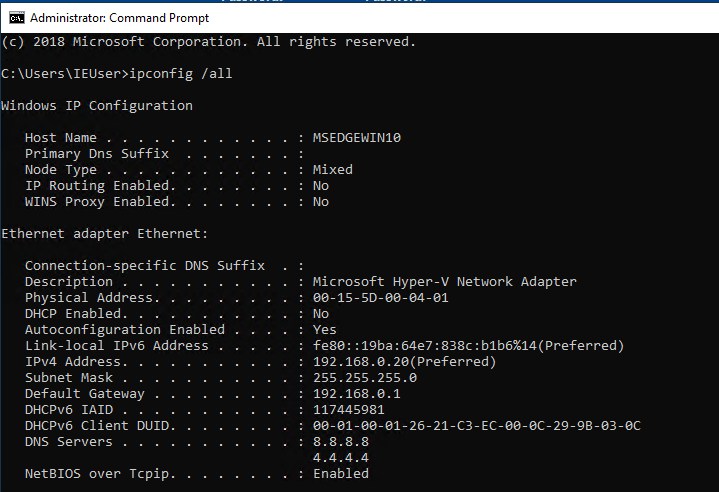 Administrator: Command Prompt
(c) 2018 Microsoft Corporation. All rights reserved.
C:\Users\IEUser>ipconfig /all
Windows IP Configuration
Host Name . . . . . . . . . . . . : MSEDGEWIN10
Primary Dns Suffix  . . . . . . . :
Node Type . . . . . . . . . . . . : Mixed
IP Routing Enabled. . . . . . . . : No
WINS Proxy Enabled. . . . . . . . : No
Ethernet adapter Ethernet:
Connection-specific DNS Suffix  . :
Description . . . . . . . . . . . : Microsoft Hyper-V Network Adapter
Physical Address. . . . . . . . . : 00-15-5D-00-04-01
DHCP Enabled. . . . . . . . . . . : No
Autoconfiguration Enabled . . . . : Yes
Link-local IPv6 Address . . . . . : fe80::19ba:64e7:838c:b1b6%14(Preferred)
IPv4 Address. . . . . . . . . . . : 192.168.0.20(Preferred)
Subnet Mask . . . . . . . . . . . : 255.255.255.0
Default Gateway . . . . . . . . . : 192.168.0.1
DHCPv6 IAID . . . . . . . . . . . : 117445981
DHCPv6 Client DUID. . . . . . . . : 00-01-00-01-26-21-C3-EC-00-0C-29-9B-03-0C
DNS Servers . . . . . . . . . . . : 8.8.8.8
4.4.4.4
NetBIOS over Tcpip. . . . . . . . : Enabled